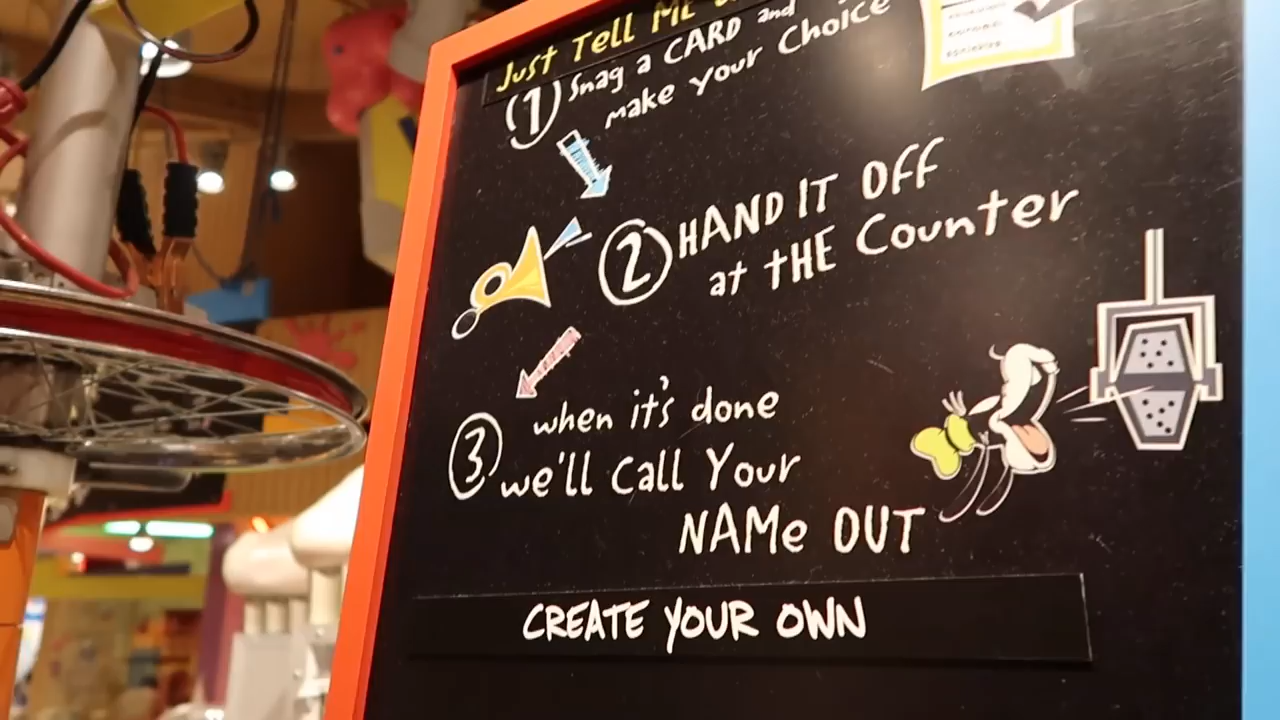 Just Tell ME
(1) Snag a CARD and
make your Choice
(2) HAND IT OFF
at tHE Counter
(3) when it's done
we'll Call Your
NAMe OUT
CREATE YOUR OWN